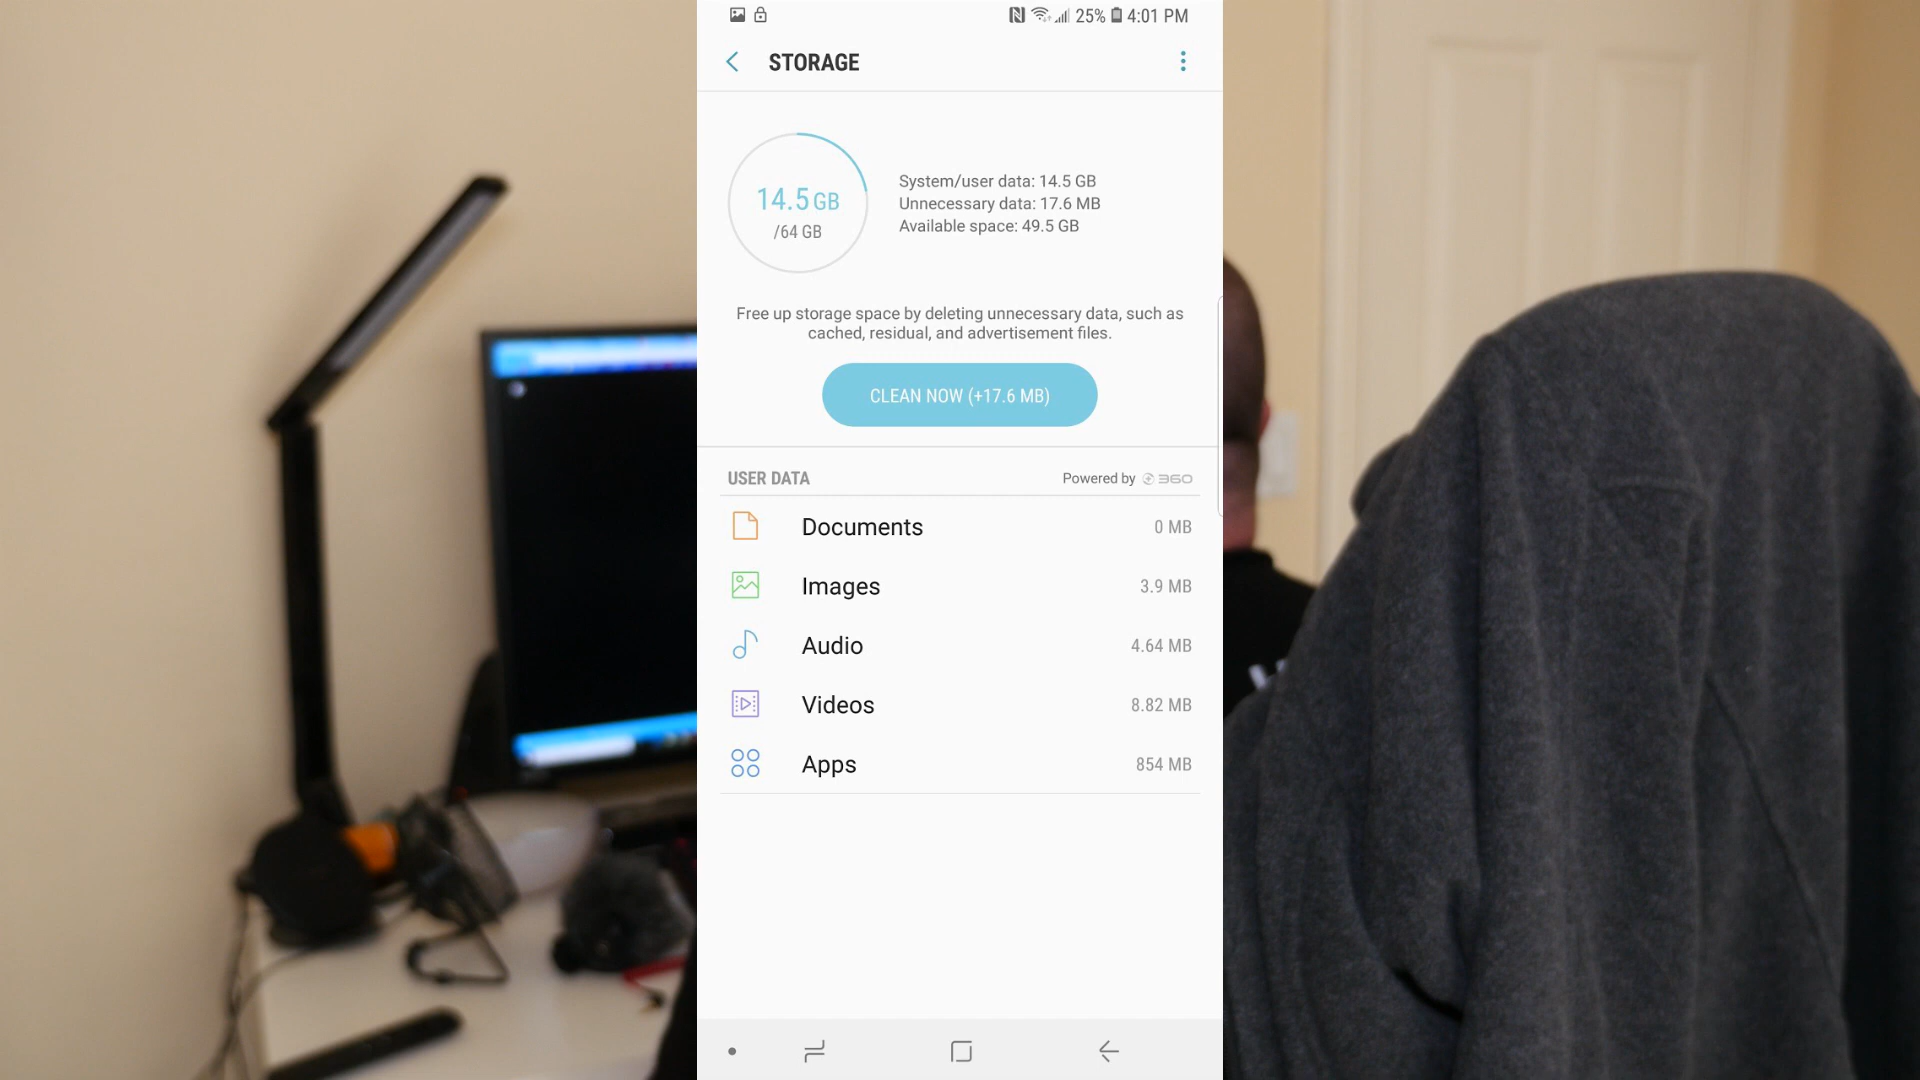 25% 4:01 PM
STORAGE
14.5 GB
/64 GB
System/user data: 14.5 GB
Unnecessary data: 17.6 MB
Available space: 49.5 GB
Free up storage space by deleting unnecessary data, such as
cached, residual, and advertisement files.
CLEAN NOW (+17.6 MB)
USER DATA Powered by 360
Documents 0 MB
Images 3.9 MB
Audio 4.64 MB
Videos 8.82 MB
Apps 854 MB